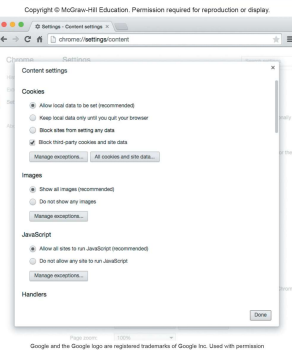 Copyright © McGraw-Hill Education. Permission required for reproduction or display.
Settings - Content settings ×
chrome://settings/content
Chrome Settings
Content settings ×
Cookies
Allow local data to be set (recommended)
Keep local data only until you quit your browser
Block sites from setting any data
Block third-party cookies and site data
Manage exceptions... All cookies and site data...
Images
Show all images (recommended)
Do not show any images
Manage exceptions...
JavaScript
Allow all sites to run JavaScript (recommended)
Do not allow any site to run JavaScript
Manage exceptions...
Handlers
Done
Page zoom: 100%
Google and the Google logo are registered trademarks of Google Inc. Used with permission